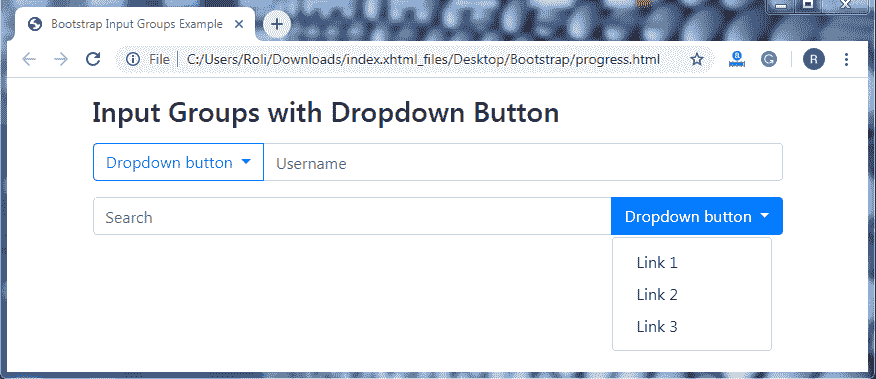 Bootstrap Input Groups Example
File C:/Users/Roli/Downloads/index.xhtml_files/Desktop/Bootstrap/progress.html
R
Input Groups with Dropdown Button
Dropdown button Username
Search Dropdown button
Link 1
Link 2
Link 3